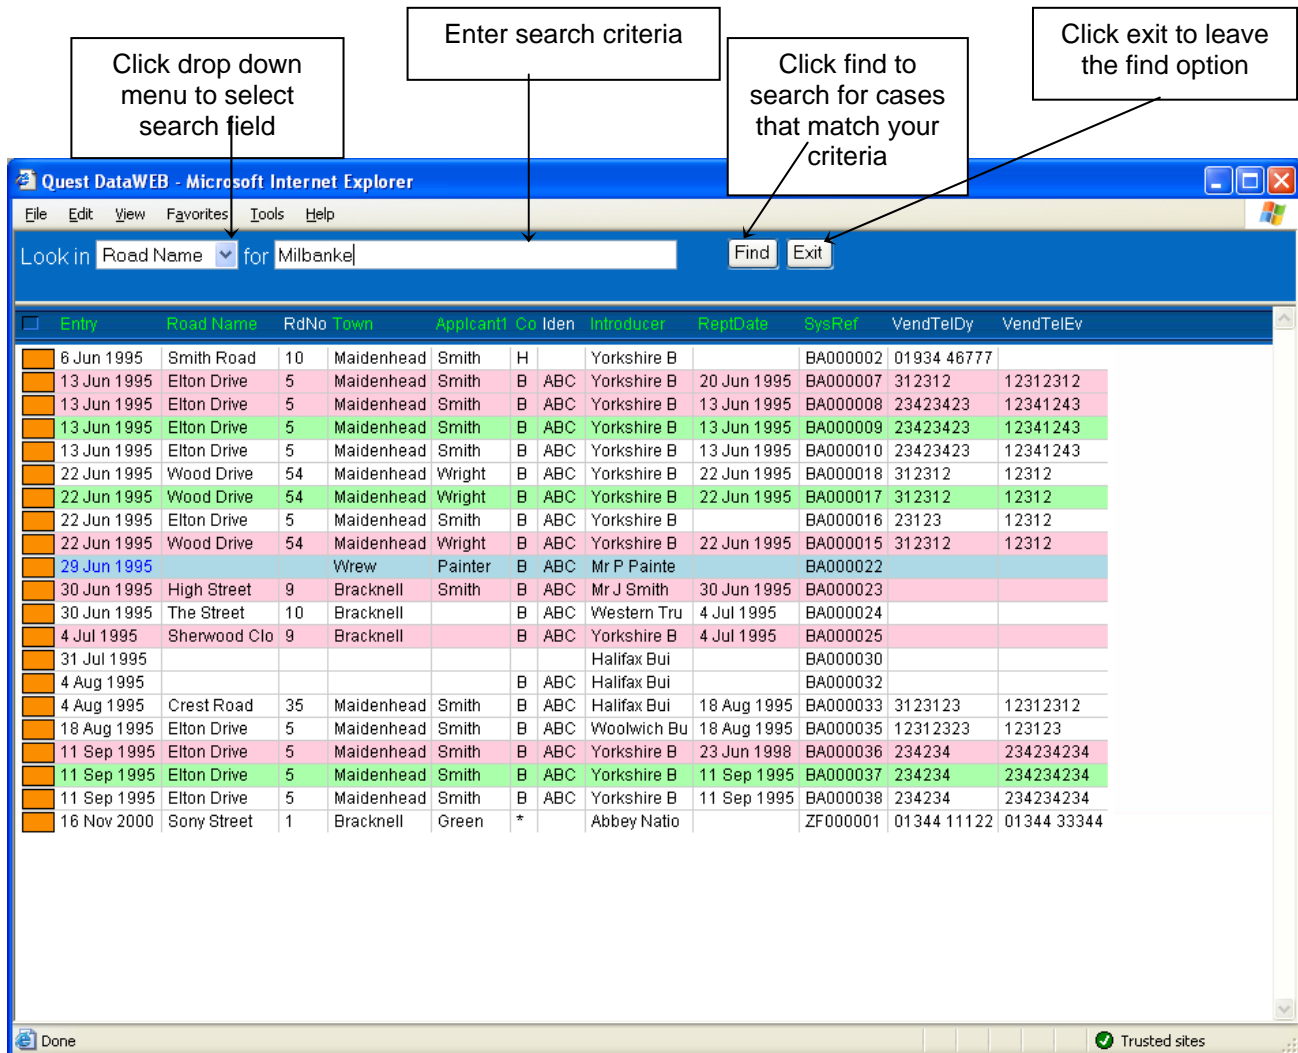 Click drop down
menu to select
search field
Enter search criteria
Click find to
search for cases
that match your
criteria
Click exit to leave
the find option
Quest DataWEB - Microsoft Internet Explorer
File Edit View Favorites Tools Help
Look in Road Name for Milbanke Find Exit
Entry Road Name RdNo Town Applcant1 Co Iden Introducer ReptDate SysRef VendTelDy VendTelEv
6 Jun 1995 Smith Road 10 Maidenhead Smith H Yorkshire B BA000002 01934 46777
13 Jun 1995 Elton Drive 5 Maidenhead Smith B ABC Yorkshire B 20 Jun 1995 BA000007 312312 12312312
13 Jun 1995 Elton Drive 5 Maidenhead Smith B ABC Yorkshire B 13 Jun 1995 BA000008 23423423 12341243
13 Jun 1995 Elton Drive 5 Maidenhead Smith B ABC Yorkshire B 13 Jun 1995 BA000009 23423423 12341243
13 Jun 1995 Elton Drive 5 Maidenhead Smith B ABC Yorkshire B 13 Jun 1995 BA000010 23423423 12341243
22 Jun 1995 Wood Drive 54 Maidenhead Wright B ABC Yorkshire B 22 Jun 1995 BA000018 312312 12312
22 Jun 1995 Wood Drive 54 Maidenhead Wright B ABC Yorkshire B 22 Jun 1995 BA000017 312312 12312
22 Jun 1995 Elton Drive 5 Maidenhead Smith B ABC Yorkshire B BA000016 23123 12312
22 Jun 1995 Wood Drive 54 Maidenhead Wright B ABC Yorkshire B 22 Jun 1995 BA000015 312312 12312
29 Jun 1995 Wrew Painter B ABC Mr P Painte BA000022
30 Jun 1995 High Street 9 Bracknell Smith B ABC Mr J Smith 30 Jun 1995 BA000023
30 Jun 1995 The Street 10 Bracknell B ABC Western Tru 4 Jul 1995 BA000024
4 Jul 1995 Sherwood Clo 9 Bracknell B ABC Yorkshire B 4 Jul 1995 BA000025
31 Jul 1995 Halifax Bui BA000030
4 Aug 1995 B ABC Halifax Bui BA000032
4 Aug 1995 Crest Road 35 Maidenhead Smith B ABC Halifax Bui 18 Aug 1995 BA000033 3123123 12312312
18 Aug 1995 Elton Drive 5 Maidenhead Smith B ABC Woolwich Bu 18 Aug 1995 BA000035 12312323 123123
11 Sep 1995 Elton Drive 5 Maidenhead Smith B ABC Yorkshire B 23 Jun 1998 BA000036 234234 234234234
11 Sep 1995 Elton Drive 5 Maidenhead Smith B ABC Yorkshire B 11 Sep 1995 BA000037 234234 234234234
11 Sep 1995 Elton Drive 5 Maidenhead Smith B ABC Yorkshire B 11 Sep 1995 BA000038 234234 234234234
16 Nov 2000 Sony Street 1 Bracknell Green * Abbey Natio ZF000001 01344 11122 01344 33344
Done Trusted sites